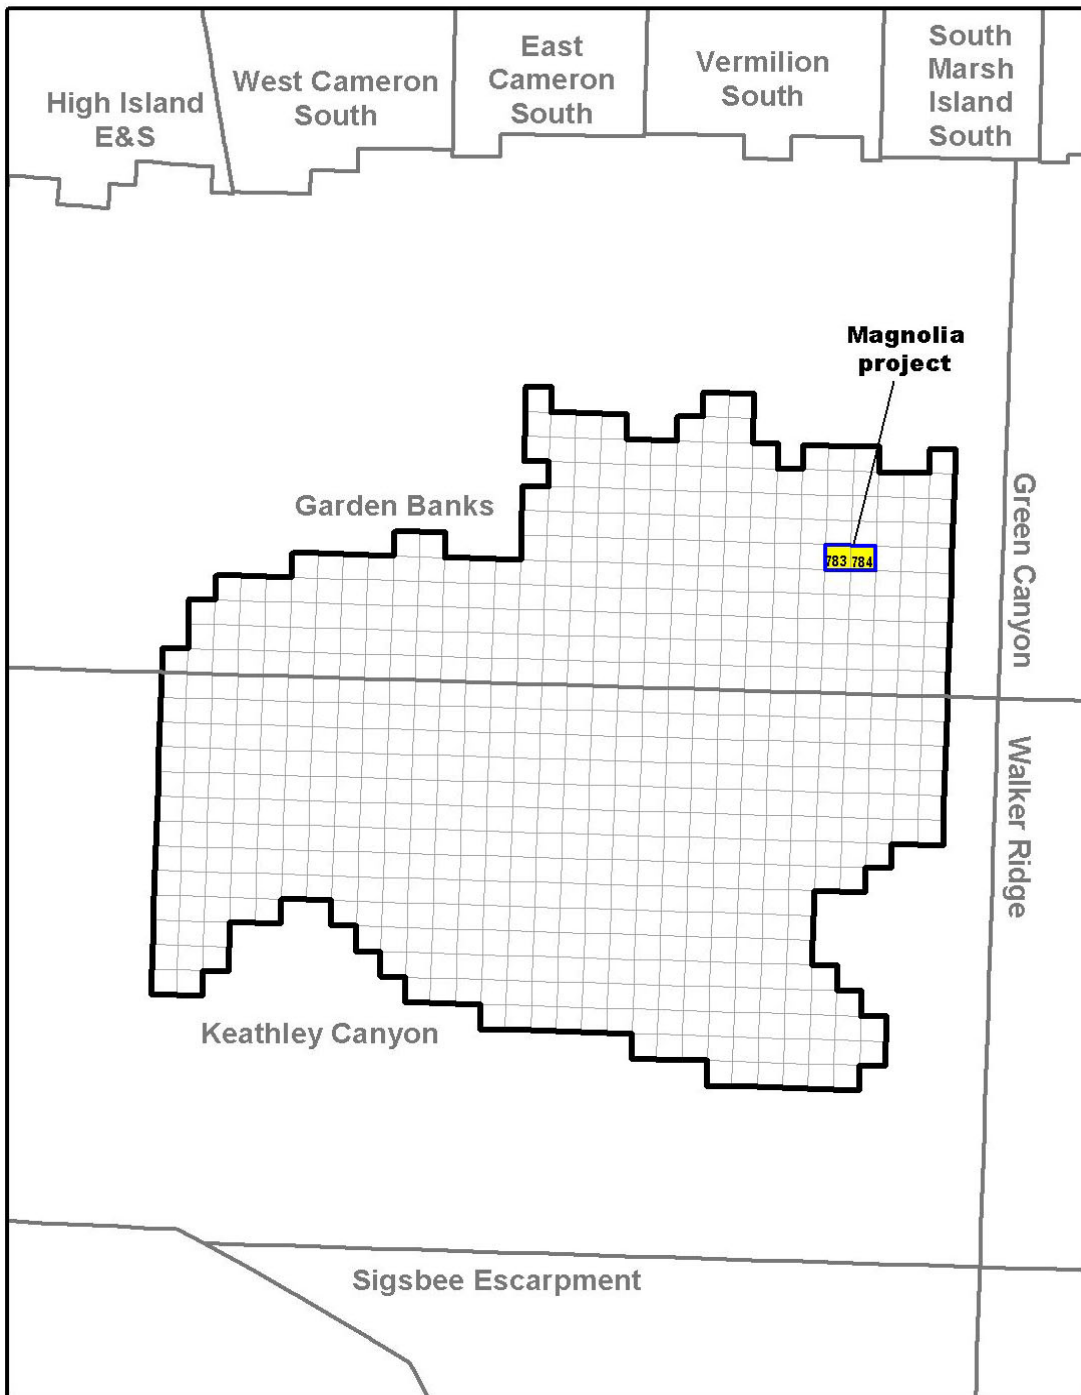 High Island
E&S
West Cameron
South
East
Cameron
South
Vermilion
South
South
Marsh
Island
South
Magnolia
project
Garden Banks
783 784
Green Canyon
Walker Ridge
Keathley Canyon
Sigsbee Escarpment